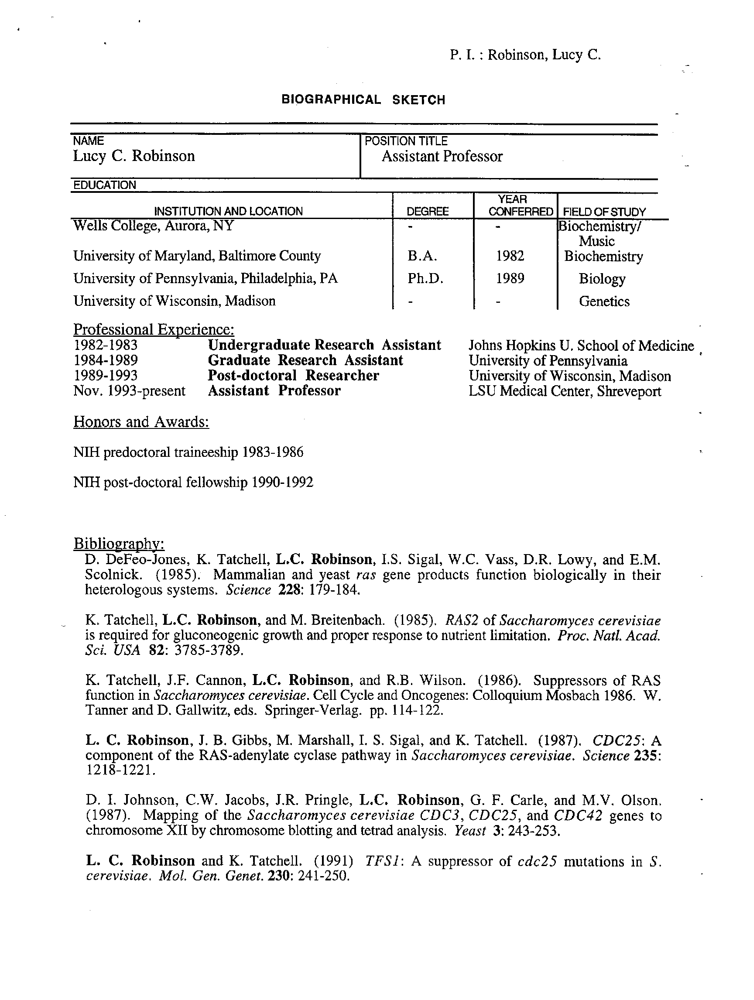 P. I. : Robinson, Lucy C.
BIOGRAPHICAL SKETCH
NAME POSITION TITLE
Lucy C. Robinson Assistant Professor
EDUCATION
INSTITUTION AND LOCATION DEGREE YEAR CONFERRED FIELD OF STUDY
Wells College, Aurora, NY - - Biochemistry/
Music
University of Maryland, Baltimore County B.A. 1982 Biochemistry
University of Pennsylvania, Philadelphia, PA Ph.D. 1989 Biology
University of Wisconsin, Madison - - Genetics
Professional Experience:
1982-1983 Undergraduate Research Assistant Johns Hopkins U. School of Medicine
1984-1989 Graduate Research Assistant University of Pennsylvania
1989-1993 Post-doctoral Researcher University of Wisconsin, Madison
Nov. 1993-present Assistant Professor LSU Medical Center, Shreveport
Honors and Awards:
NIH predoctoral traineeship 1983-1986
NIH post-doctoral fellowship 1990-1992
Bibliography:
D. DeFeo-Jones, K. Tatchell, L.C. Robinson, I.S. Sigal, W.C. Vass, D.R. Lowy, and E.M.
Scolnick. (1985). Mammalian and yeast ras gene products function biologically in their
heterologous systems. Science 228: 179-184.
K. Tatchell, L.C. Robinson, and M. Breitenbach. (1985). RAS2 of Saccharomyces cerevisiae
is required for gluconeogenic growth and proper response to nutrient limitation. Proc. Natl. Acad.
Sci. USA 82: 3785-3789.
K. Tatchell, J.F. Cannon, L.C. Robinson, and R.B. Wilson. (1986). Suppressors of RAS
function in Saccharomyces cerevisiae. Cell Cycle and Oncogenes: Colloquium Mosbach 1986. W.
Tanner and D. Gallwitz, eds. Springer-Verlag. pp. 114-122.
L. C. Robinson, J. B. Gibbs, M. Marshall, I. S. Sigal, and K. Tatchell. (1987). CDC25: A
component of the RAS-adenylate cyclase pathway in Saccharomyces cerevisiae. Science 235:
1218-1221.
D. I. Johnson, C.W. Jacobs, J.R. Pringle, L.C. Robinson, G. F. Carle, and M.V. Olson.
(1987). Mapping of the Saccharomyces cerevisiae CDC3, CDC25, and CDC42 genes to
chromosome XII by chromosome blotting and tetrad analysis. Yeast 3: 243-253.
L. C. Robinson and K. Tatchell. (1991) TFS1: A suppressor of cdc25 mutations in S.
cerevisiae. Mol. Gen. Genet. 230: 241-250.